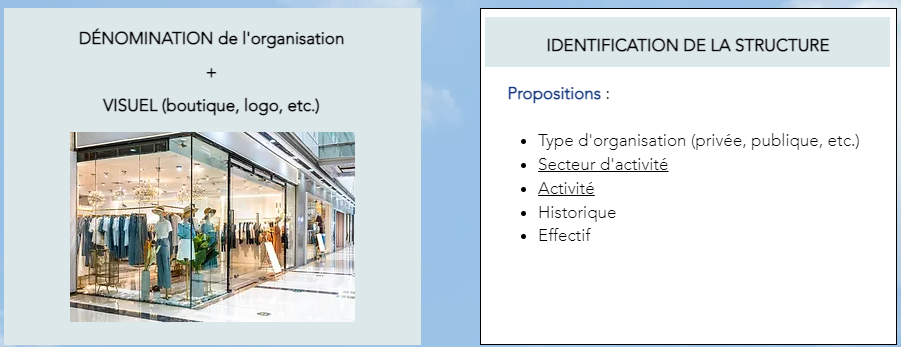 DÉNOMINATION de l'organisation
+
VISUEL (boutique, logo, etc.)
IDENTIFICATION DE LA STRUCTURE
Propositions :
• Type d'organisation (privée, publique, etc.)
• Secteur d'activité
• Activité
• Historique
• Effectif